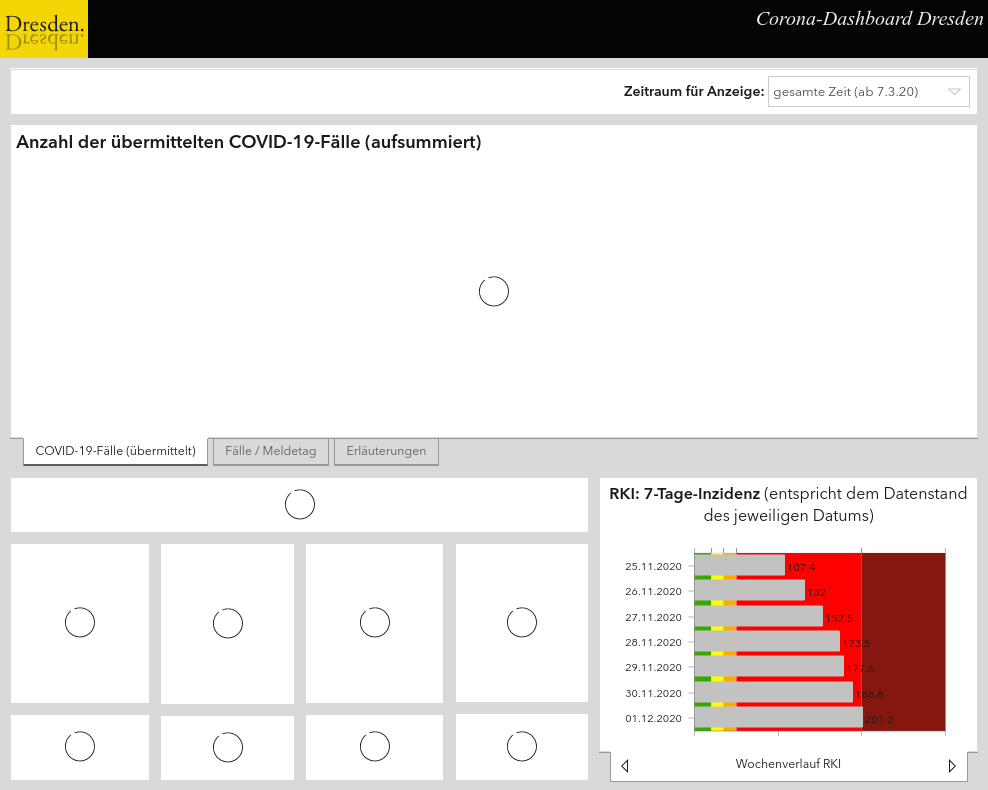 Dresden.
Corona-Dashboard Dresden
Zeitraum für Anzeige: gesamte Zeit (ab 7.3.20)
Anzahl der übermittelten COVID-19-Fälle (aufsummiert)
COVID-19-Fälle (übermittelt)
Fälle / Meldetag
Erläuterungen
RKI: 7-Tage-Inzidenz (entspricht dem Datenstand
des jeweiligen Datums)
25.11.2020 107.4
26.11.2020 132
27.11.2020 152.5
28.11.2020 173.5
29.11.2020 177.6
30.11.2020 188.8
01.12.2020 201.2
Wochenverlauf RKI